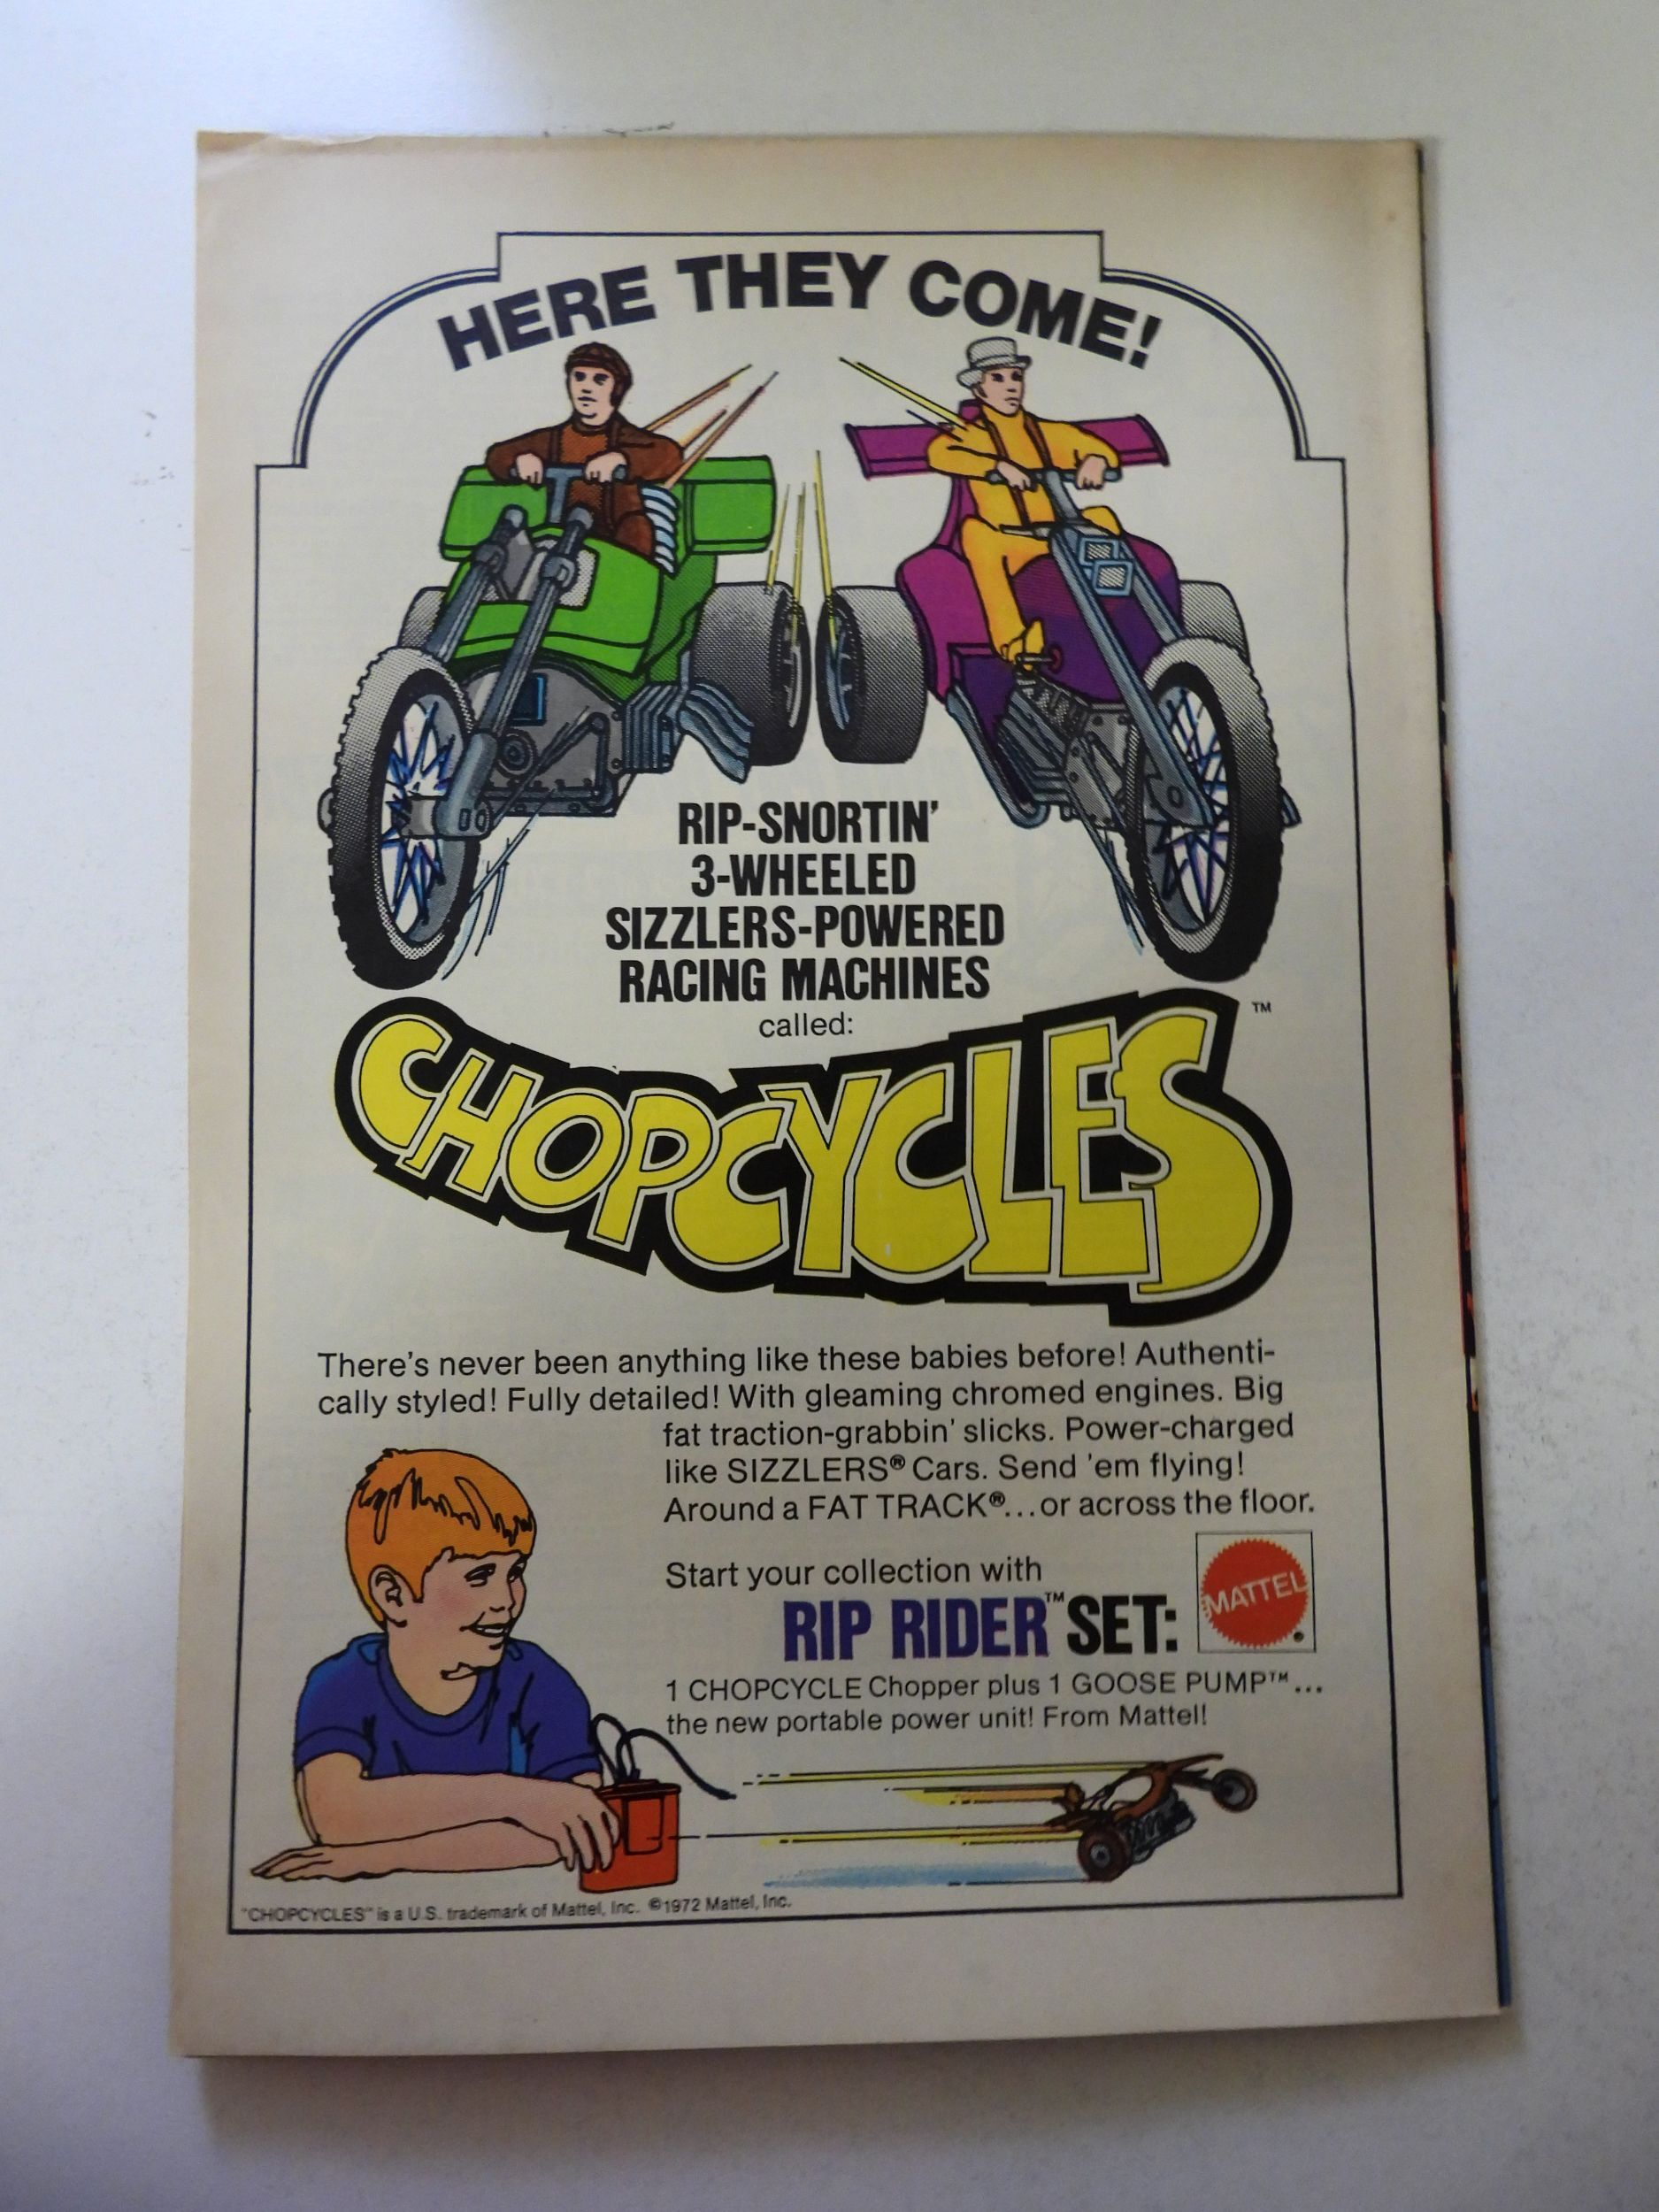 HERE THEY COME!
RIP-SNORTIN'
3-WHEELED
SIZZLERS-POWERED
RACING MACHINES
called:
CHOPCYCLES™
There's never been anything like these babies before! Authenti-
cally styled! Fully detailed! With gleaming chromed engines. Big
fat traction-grabbin' slicks. Power-charged
like SIZZLERS® Cars. Send 'em flying!
Around a FAT TRACK®...or across the floor.
Start your collection with
RIP RIDER™ SET:
MATTEL®
1 CHOPCYCLE Chopper plus 1 GOOSE PUMP™...
the new portable power unit! From Mattel!
"CHOPCYCLES" is a U.S. trademark of Mattel, Inc. ©1972 Mattel, Inc.